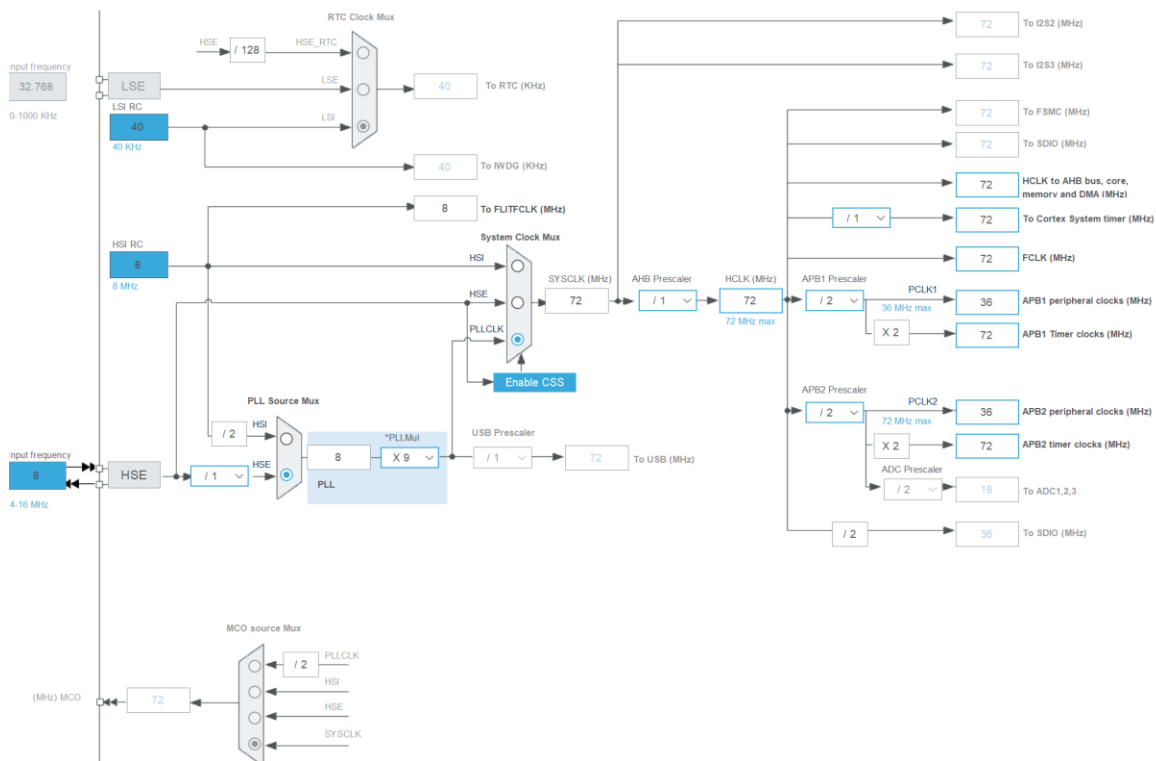 RTC Clock Mux
HSE
/ 128
HSE_RTC
72
To I2S2 (MHz)
72
To I2S3 (MHz)
nput frequency
32.768
0-1000 KHz
LSE
LSE
40
To RTC (KHz)
LSI RC
40
40 KHz
LSI
40
To IWDG (KHz)
72
To FSMC (MHz)
72
To SDIO (MHz)
72
HCLK to AHB bus, core,
memory and DMA (MHz)
8
To FLITFCLK (MHz)
/ 1
72
To Cortex System timer (MHz)
HSI RC
8
8 MHz
System Clock Mux
HSI
HSE
PLLCLK
Enable CSS
72
FCLK (MHz)
SYSCLK (MHz)
72
AHB Prescaler
/ 1
HCLK (MHz)
72
72 MHz max
APB1 Prescaler
/ 2
PCLK1
36 MHz max
36
APB1 peripheral clocks (MHz)
X 2
72
APB1 Timer clocks (MHz)
APB2 Prescaler
/ 2
PCLK2
72 MHz max
36
APB2 peripheral clocks (MHz)
X 2
72
APB2 timer clocks (MHz)
ADC Prescaler
/ 2
18
To ADC1,2,3
/ 2
36
To SDIO (MHz)
PLL Source Mux
/ 2
HSI
nput frequency
8
4-16 MHz
HSE
/ 1
HSE
8
*PLLMul
X 9
PLL
USB Prescaler
/ 1
72
To USB (MHz)
MCO source Mux
/ 2
PLLCLK
HSI
HSE
SYSCLK
(MHz) MCO
72